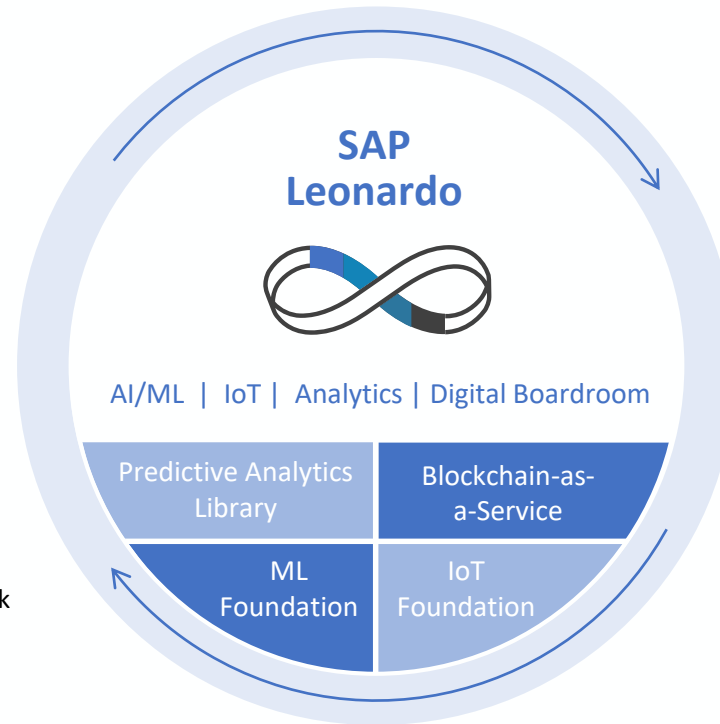 SAP
Leonardo
AI/ML | IoT | Analytics | Digital Boardroom
Predictive Analytics
Library
Blockchain-as-
a-Service
ML
Foundation
IoT
Foundation
k